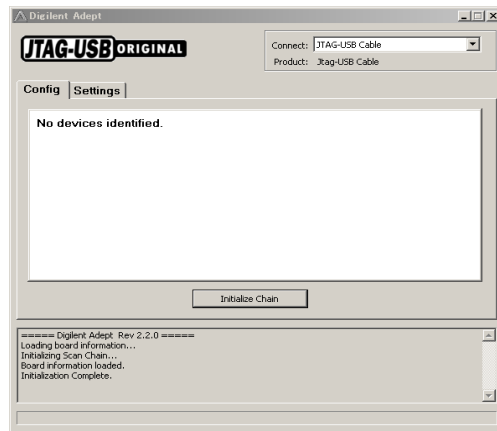 Digilent Adept
JTAG-USB ORIGINAL
Connect: JTAG-USB Cable
Product: Jtag-USB Cable
Config Settings
No devices identified.
Initialize Chain
===== Digilent Adept Rev 2.2.0 =====
Loading board information...
Initializing Scan Chain...
Board information loaded.
Initialization Complete.